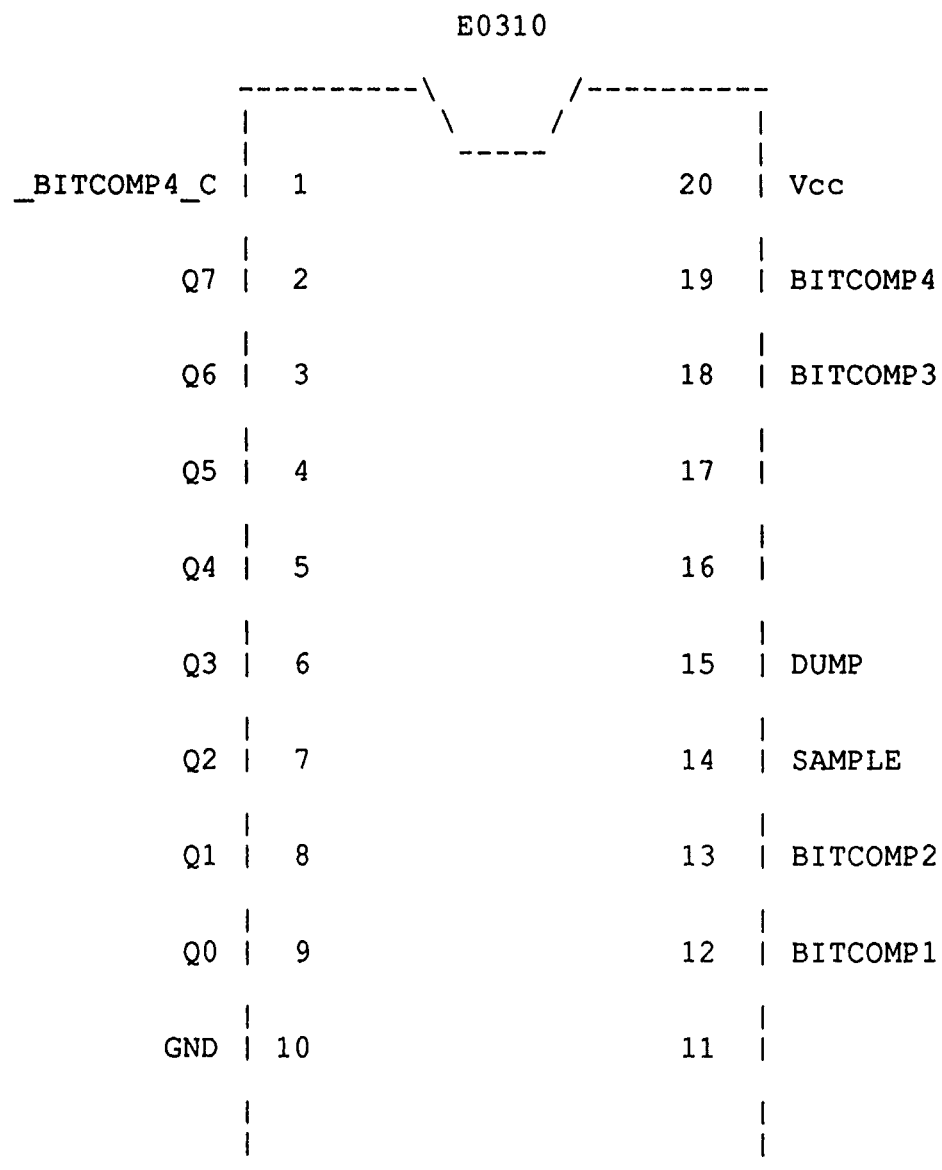 E0310
_BITCOMP4_C | 1 20 | Vcc
Q7 | 2 19 | BITCOMP4
Q6 | 3 18 | BITCOMP3
Q5 | 4 17 |
Q4 | 5 16 |
Q3 | 6 15 | DUMP
Q2 | 7 14 | SAMPLE
Q1 | 8 13 | BITCOMP2
Q0 | 9 12 | BITCOMP1
GND | 10 11 |